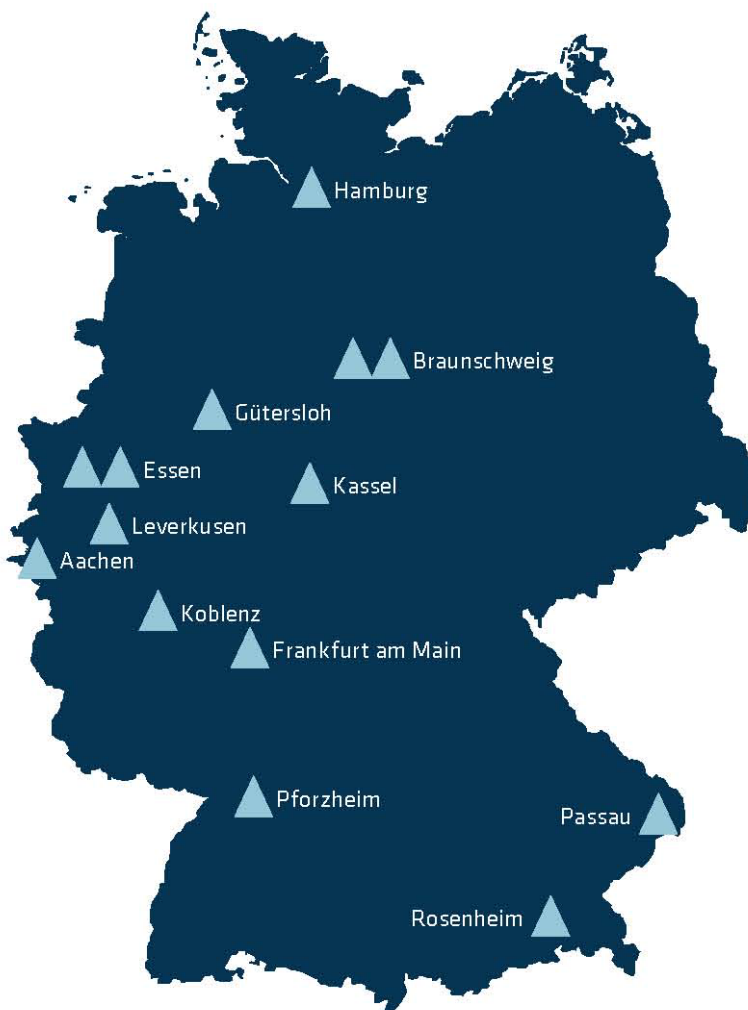 Hamburg
Braunschweig
Gütersloh
Essen
Kassel
Leverkusen
Aachen
Koblenz
Frankfurt am Main
Pforzheim
Passau
Rosenheim